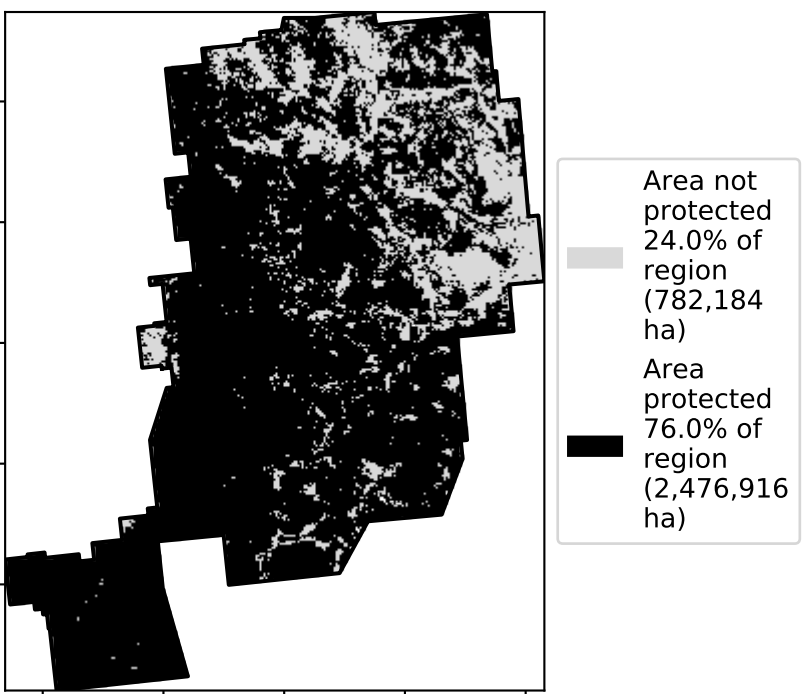 Area not
protected
24.0% of
region
(782,184
ha)
Area
protected
76.0% of
region
(2,476,916
ha)